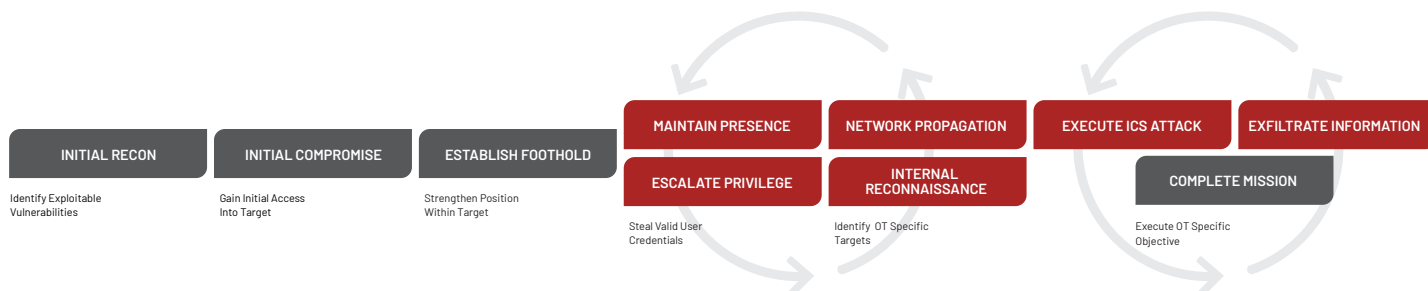 INITIAL RECON
Identify Exploitable
Vulnerabilities
INITIAL COMPROMISE
Gain Initial Access
Into Target
ESTABLISH FOOTHOLD
Strengthen Position
Within Target
MAINTAIN PRESENCE
NETWORK PROPAGATION
ESCALATE PRIVILEGE
Steal Valid User
Credentials
INTERNAL
RECONNAISSANCE
Identify OT Specific
Targets
EXECUTE ICS ATTACK
EXFILTRATE INFORMATION
COMPLETE MISSION
Execute OT Specific
Objective